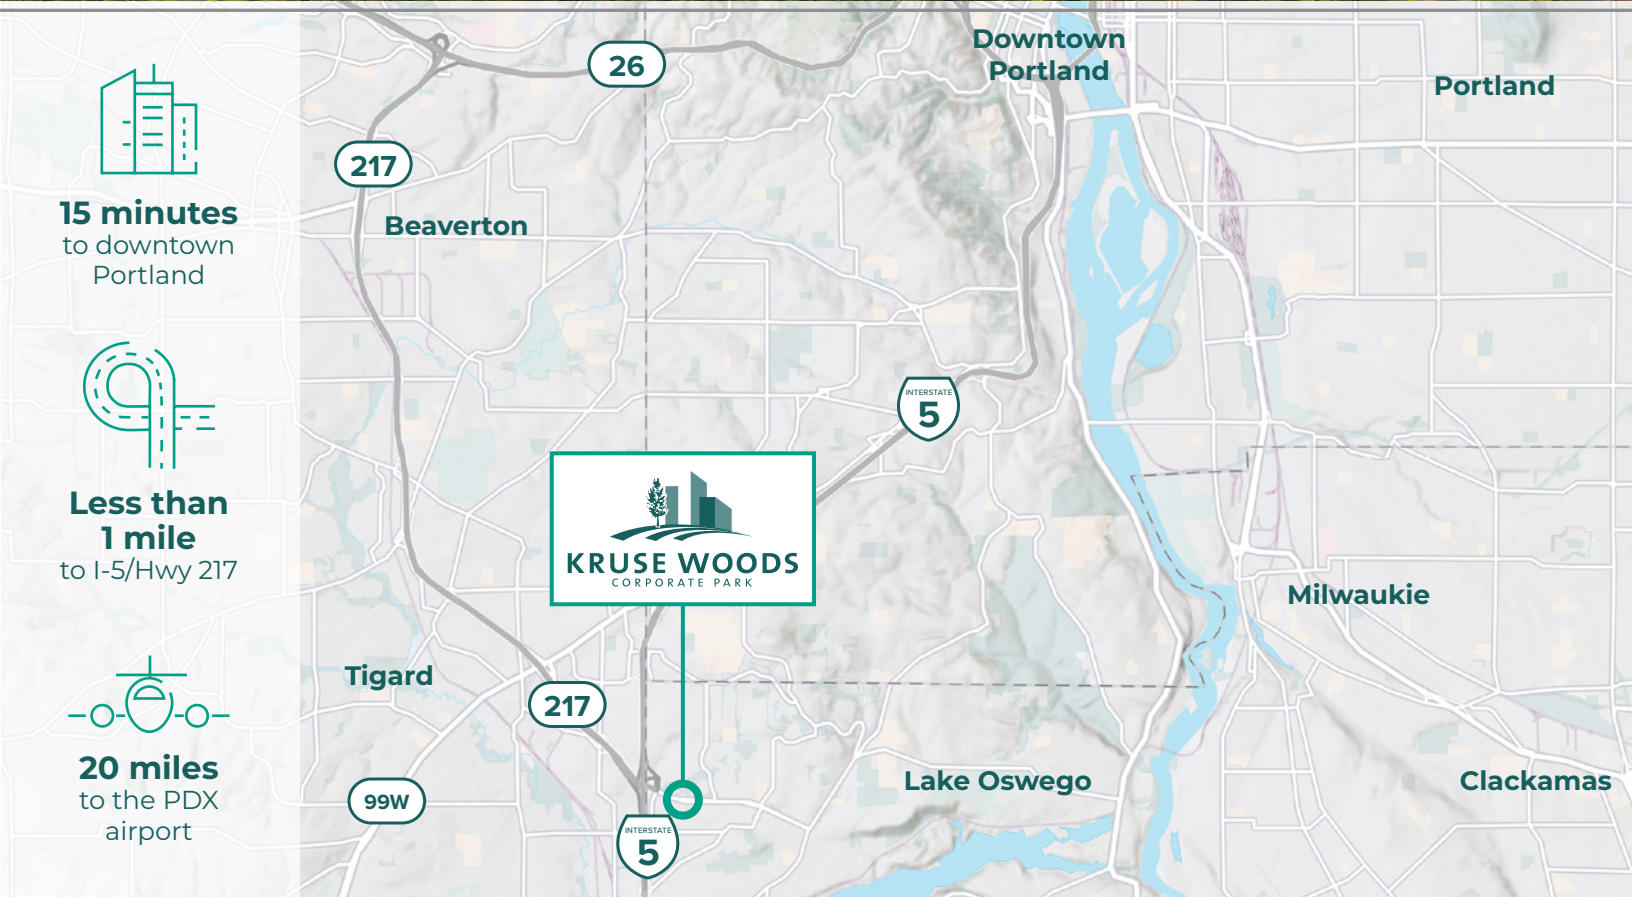 15 minutes
to downtown
Portland
Less than
1 mile
to I-5/Hwy 217
20 miles
to the PDX
airport
26
Downtown
Portland
Portland
217
Beaverton
INTERSTATE
5
KRUSE WOODS
CORPORATE PARK
Milwaukie
Tigard
217
Lake Oswego
Clackamas
99W
INTERSTATE
5